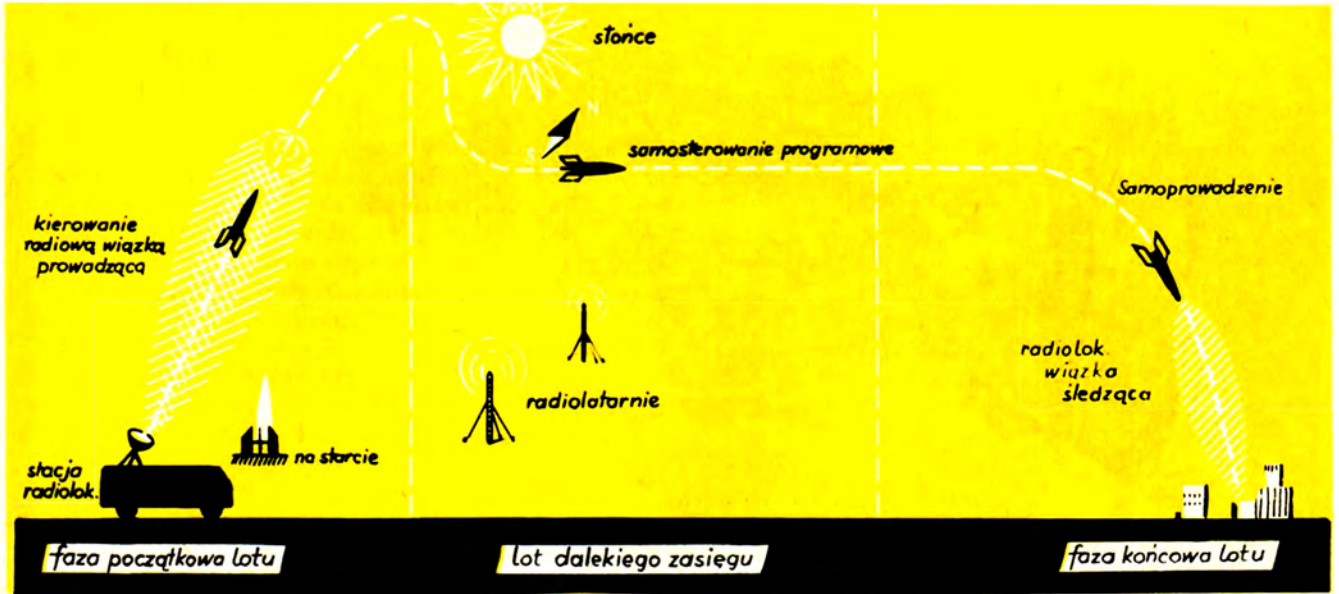 słońce
N
S
samosterowanie programowe
Samoprowadzenie
kierowanie
radiową wiązką
prowadzącą
radiolok.
wiązka
śledząca
radiolatarnie
na starcie
stacja
radiolok.
faza początkowa lotu
lot dalekiego zasięgu
faza końcowa lotu